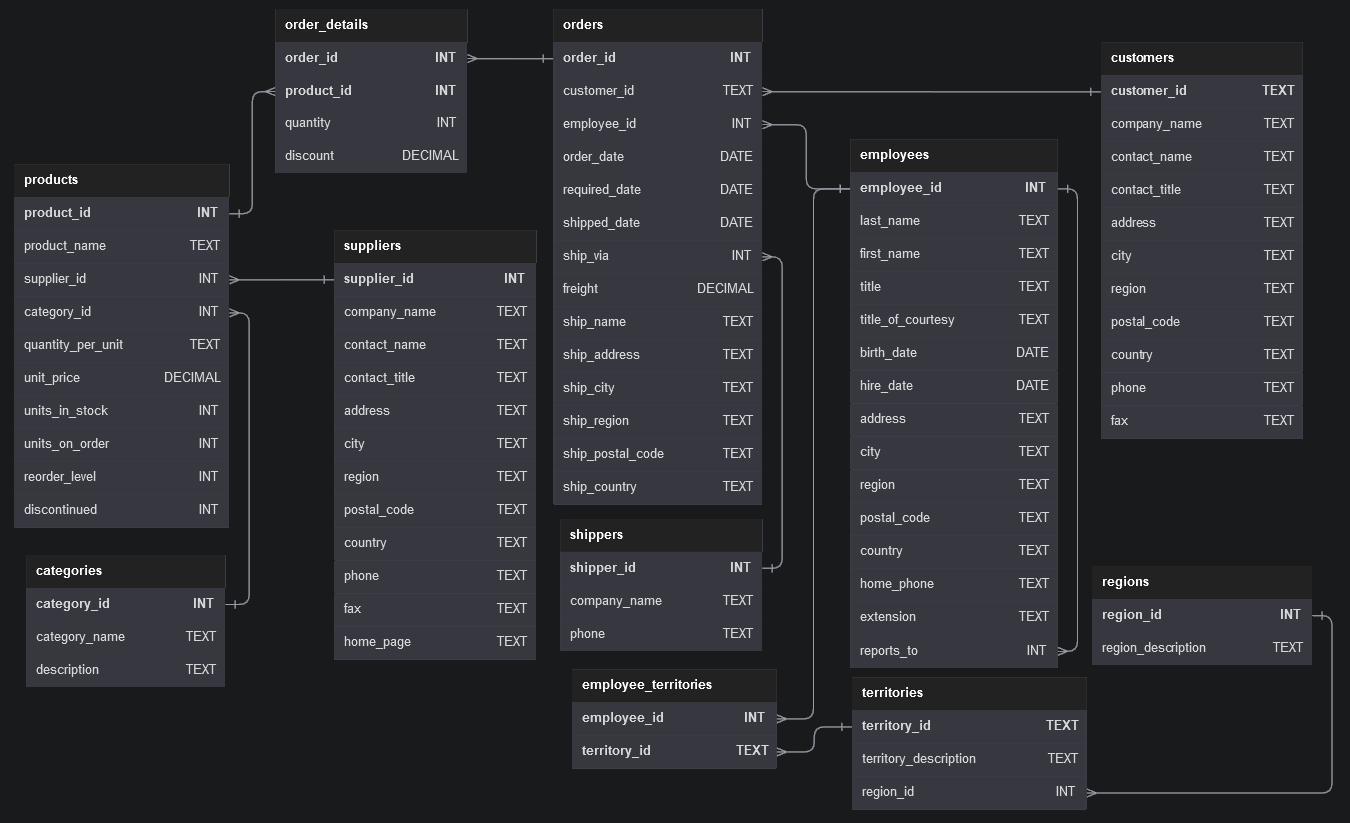 order_details
order_id INT
product_id INT
quantity INT
discount DECIMAL
orders
order_id INT
customer_id TEXT
employee_id INT
order_date DATE
required_date DATE
shipped_date DATE
ship_via INT
freight DECIMAL
ship_name TEXT
ship_address TEXT
ship_city TEXT
ship_region TEXT
ship_postal_code TEXT
ship_country TEXT
customers
customer_id TEXT
company_name TEXT
contact_name TEXT
contact_title TEXT
address TEXT
city TEXT
region TEXT
postal_code TEXT
country TEXT
phone TEXT
fax TEXT
employees
employee_id INT
last_name TEXT
first_name TEXT
title TEXT
title_of_courtesy TEXT
birth_date DATE
hire_date DATE
address TEXT
city TEXT
region TEXT
postal_code TEXT
country TEXT
home_phone TEXT
extension TEXT
reports_to INT
products
product_id INT
product_name TEXT
supplier_id INT
category_id INT
quantity_per_unit TEXT
unit_price DECIMAL
units_in_stock INT
units_on_order INT
reorder_level INT
discontinued INT
suppliers
supplier_id INT
company_name TEXT
contact_name TEXT
contact_title TEXT
address TEXT
city TEXT
region TEXT
postal_code TEXT
country TEXT
phone TEXT
fax TEXT
home_page TEXT
shippers
shipper_id INT
company_name TEXT
phone TEXT
categories
category_id INT
category_name TEXT
description TEXT
regions
region_id INT
region_description TEXT
employee_territories
employee_id INT
territory_id TEXT
territories
territory_id TEXT
territory_description TEXT
region_id INT